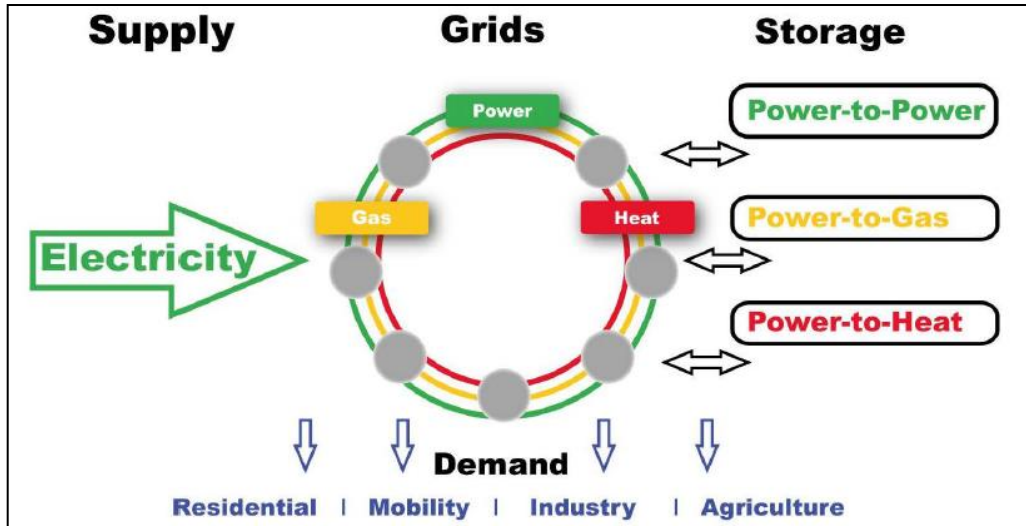 Supply Grids Storage
Power
Power-to-Power
Gas
Heat
Power-to-Gas
Electricity
Power-to-Heat
Demand
Residential | Mobility | Industry | Agriculture